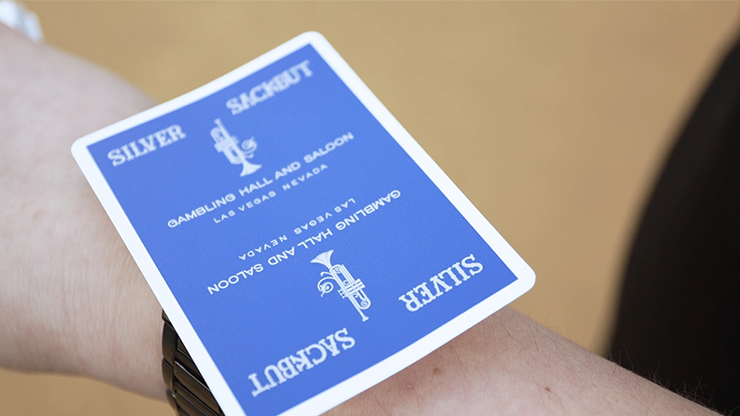 SILVER SACKBUT
GAMBLING HALL AND SALOON
LAS VEGAS NEVADA
SILVER SACKBUT
GAMBLING HALL AND SALOON
LAS VEGAS NEVADA